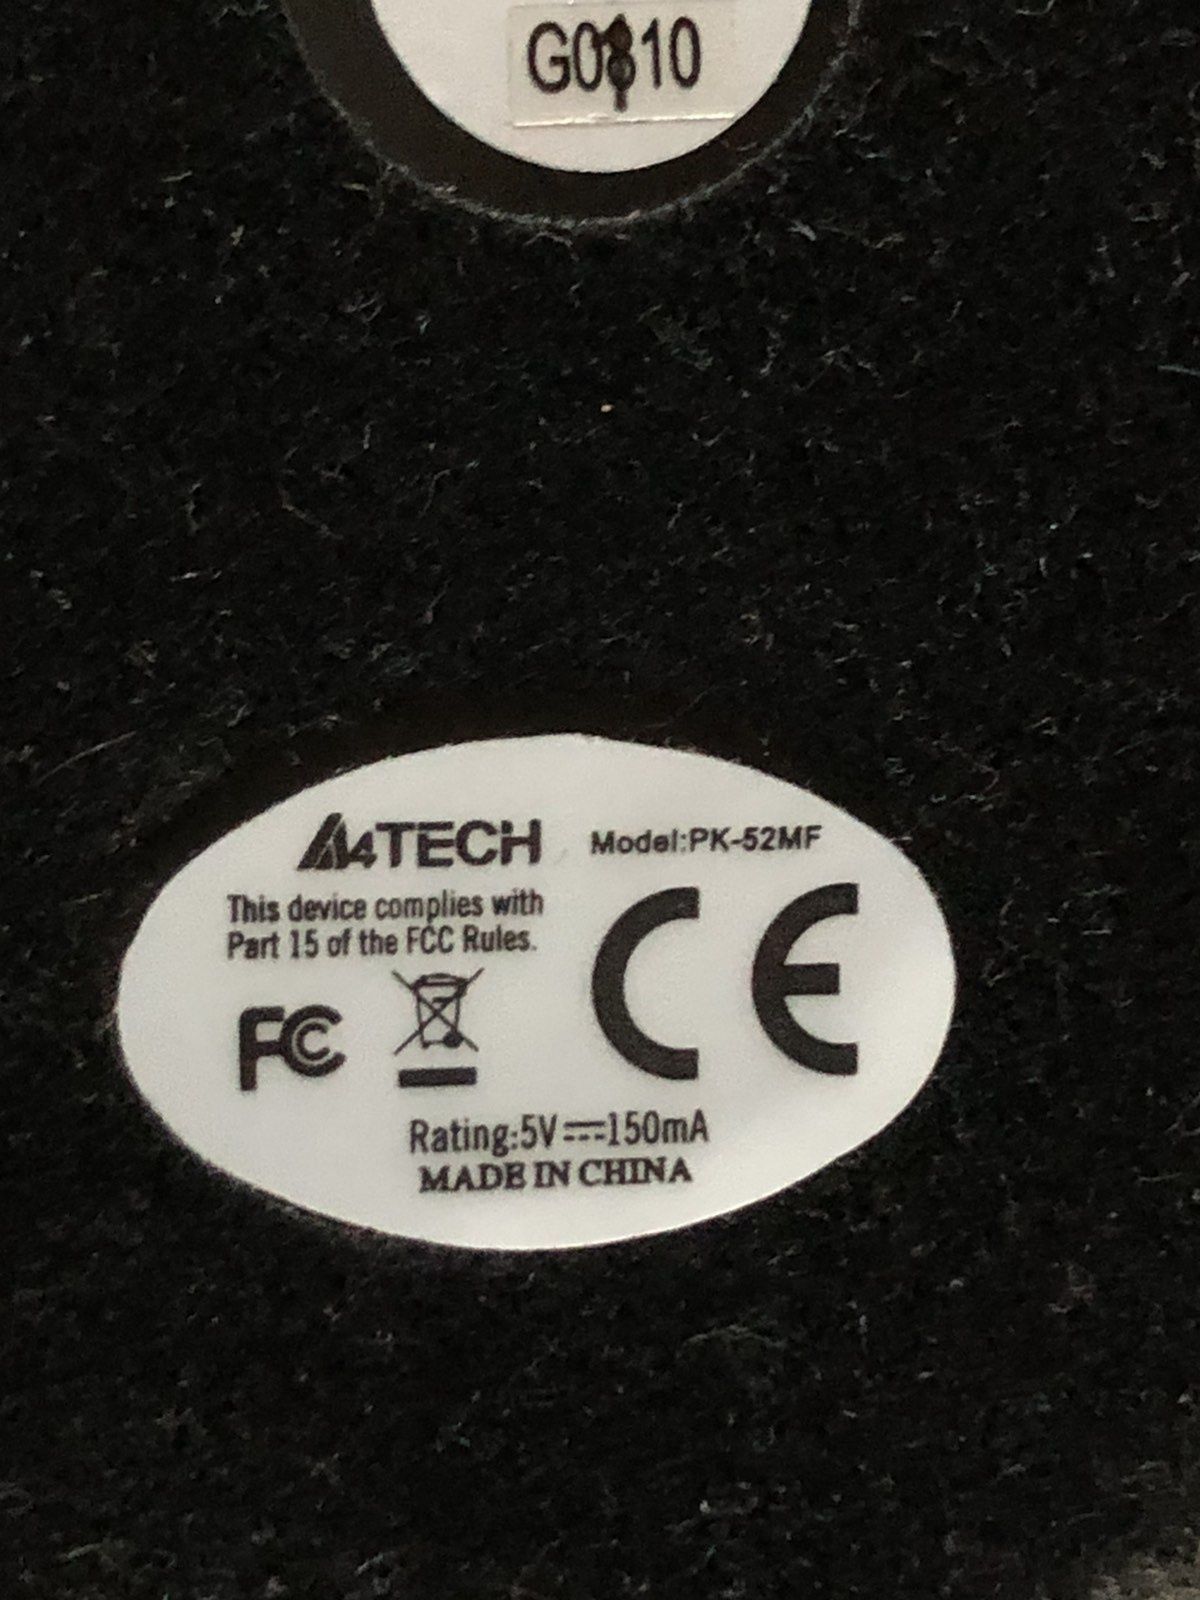 G0810
A4TECH Model:PK-52MF
This device complies with
Part 15 of the FCC Rules.
FC CE
Rating:5V⎓150mA
MADE IN CHINA